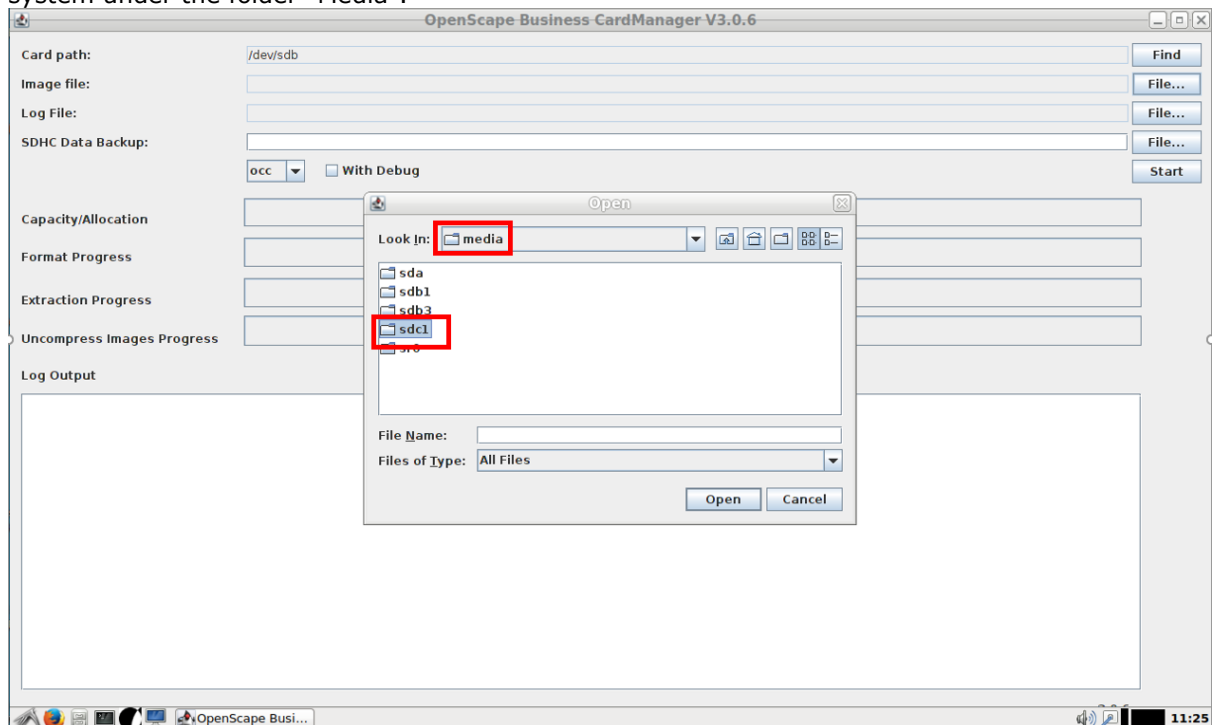 system under the folder "Media".
OpenScape Business CardManager V3.0.6
Card path: /dev/sdb Find
Image file: File...
Log File: File...
SDHC Data Backup: File...
occ With Debug Start
Open
Capacity/Allocation
Look In: media
Format Progress
sda
sdb1
Extraction Progress
sdb3
sdc1
Uncompress Images Progress
sr0
Log Output
File Name:
Files of Type: All Files
Open Cancel
OpenScape Busi... 11:25